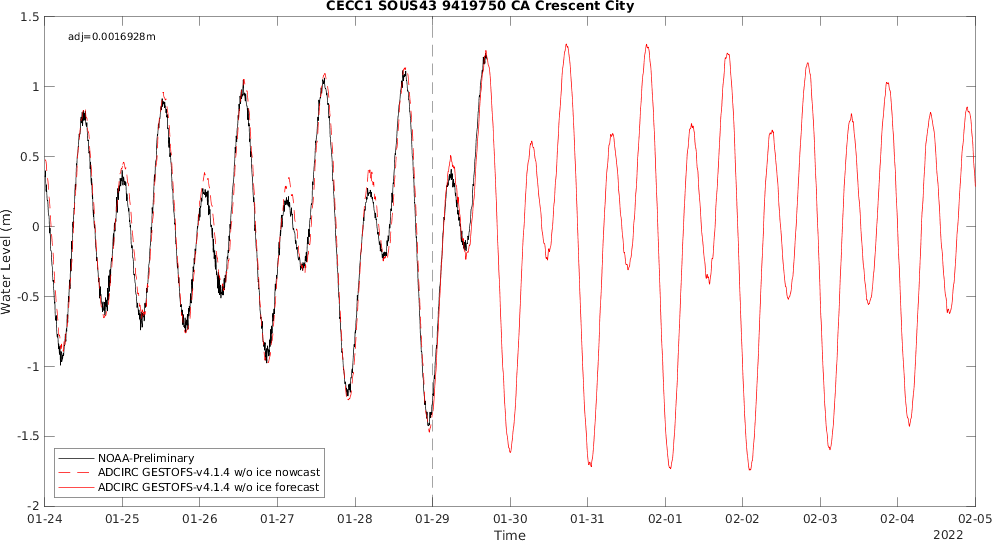 CECC1 SOUS43 9419750 CA Crescent City
adj=0.0016928m
1.5
1
0.5
0
-0.5
-1
-1.5
-2
Water Level (m)
NOAA-Preliminary
ADCIRC GESTOFS-v4.1.4 w/o ice nowcast
ADCIRC GESTOFS-v4.1.4 w/o ice forecast
01-24 01-25 01-26 01-27 01-28 01-29 01-30 01-31 02-01 02-02 02-03 02-04 02-05
Time
2022